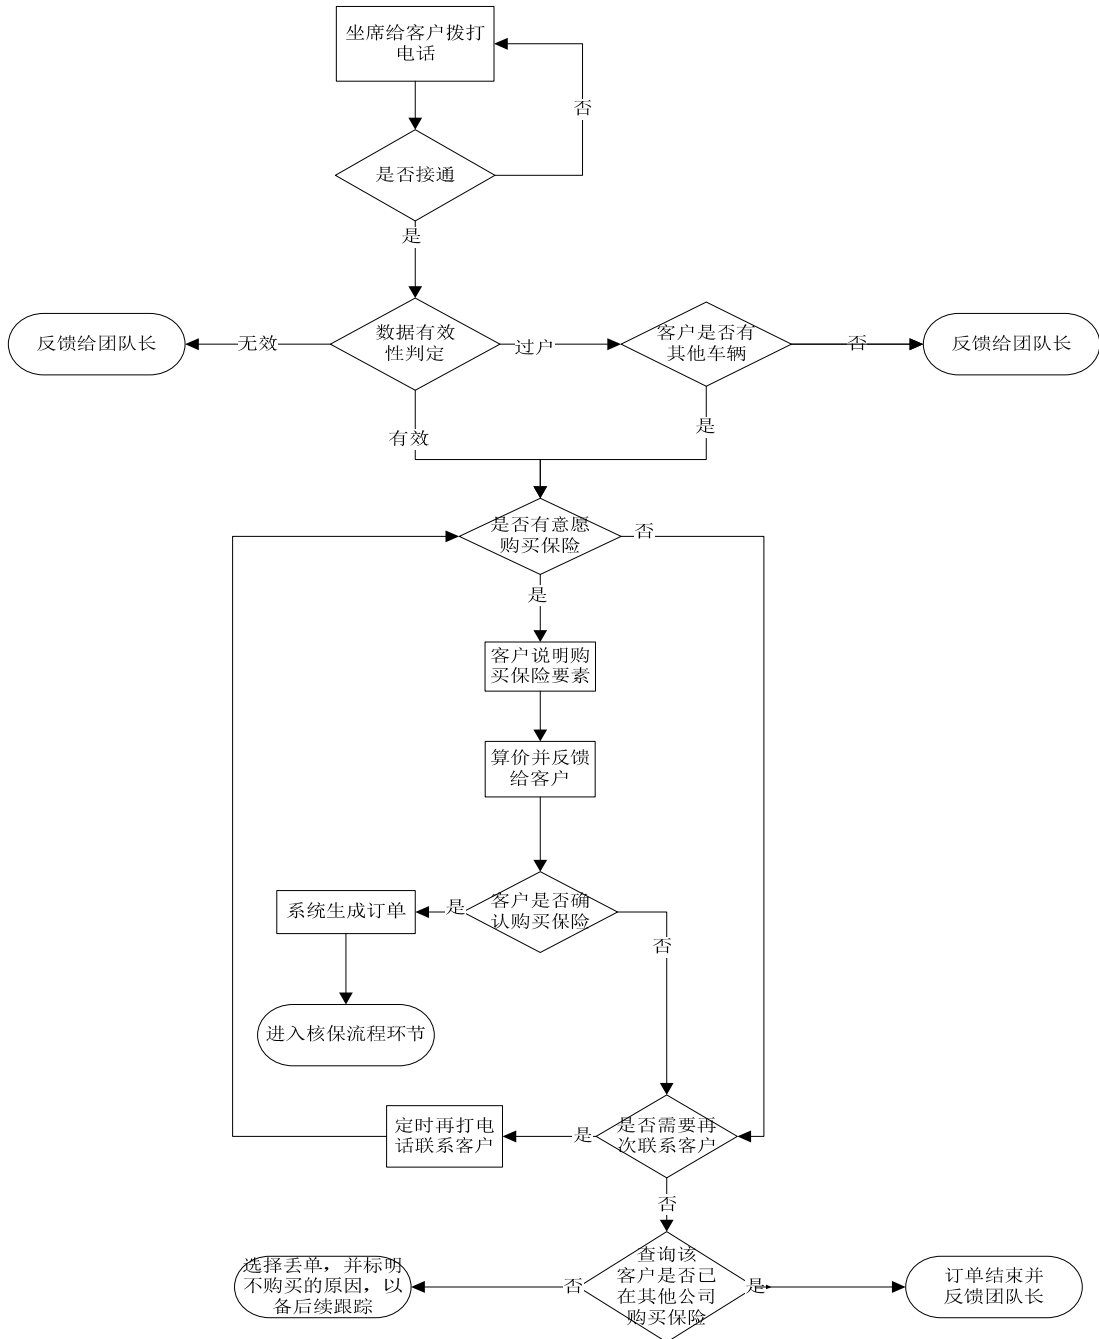 坐席给客户拨打
电话
否
是否接通
是
反馈给团队长
无效
数据有效
性判定
过户
客户是否有
其他车辆
否
反馈给团队长
有效
是
是否有意愿
购买保险
否
是
客户说明购
买保险要素
算价并反馈
给客户
系统生成订单
是
客户是否确
认购买保险
否
进入核保流程环节
定时再打电
话联系客户
是
是否需要再
次联系客户
否
选择丢单，并标明
不购买的原因，以
备后续跟踪
否
查询该
客户是否已
在其他公司
购买保险
是
订单结束并
反馈团队长